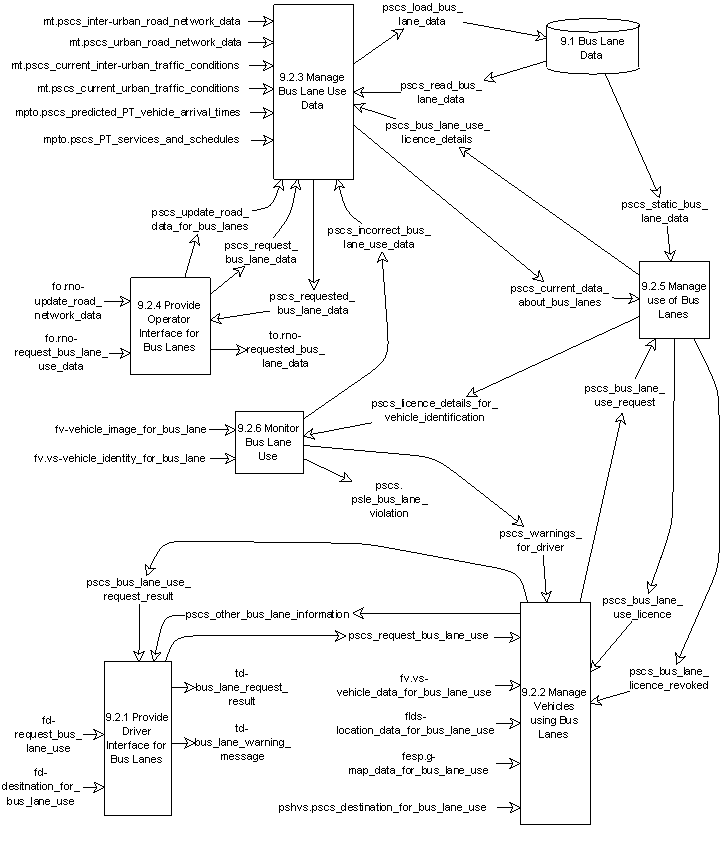 mt.pscs_inter-urban_road_network_data
mt.pscs_urban_road_network_data
mt.pscs_current_inter-urban_traffic_conditions
mt.pscs_current_urban_traffic_conditions
mpto.pscs_predicted_PT_vehicle_arrival_times
mpto.pscs_PT_services_and_schedules
9.2.3 Manage
Bus Lane Use
Data
pscs_load_bus_
lane_data
9.1 Bus Lane
Data
pscs_read_bus_
lane_data
pscs_bus_lane_use_
licence_details
pscs_static_bus_
lane_data
pscs_update_road_
data_for_bus_lanes
pscs_request_
bus_lane_data
pscs_incorrect_bus_
lane_use_data
fo.rno-
update_road_
network_data
fo.rno-
request_bus_lane_
use_data
9.2.4 Provide
Operator
Interface for
Bus Lanes
pscs_requested_
bus_lane_data
to.rno-
requested_bus_
lane_data
pscs_current_data_
about_bus_lanes
9.2.5 Manage
use of Bus
Lanes
pscs_bus_lane_
use_request
pscs_licence_details_for_
vehicle_identification
fv-vehicle_image_for_bus_lane
fv.vs-vehicle_identity_for_bus_lane
9.2.6 Monitor
Bus Lane
Use
pscs.
psle_bus_lane_
violation
pscs_warnings_
for_driver
pscs_bus_lane_use_
request_result
pscs_other_bus_lane_information
pscs_request_bus_lane_use
pscs_bus_lane_
use_licence
pscs_bus_lane_
licence_revoked
9.2.1 Provide
Driver
Interface for
Bus Lanes
fd-
request_bus_
lane_use
fd-
desitnation_for_
bus_lane_use
td-
bus_lane_request_
result
td-
bus_lane_warning_
message
fv.vs-
vehicle_data_for_bus_lane_use
flds-
location_data_for_bus_lane_use
fesp.g-
map_data_for_bus_lane_use
pshvs.pscs_destination_for_bus_lane_use
9.2.2 Manage
Vehicles
using Bus
Lanes